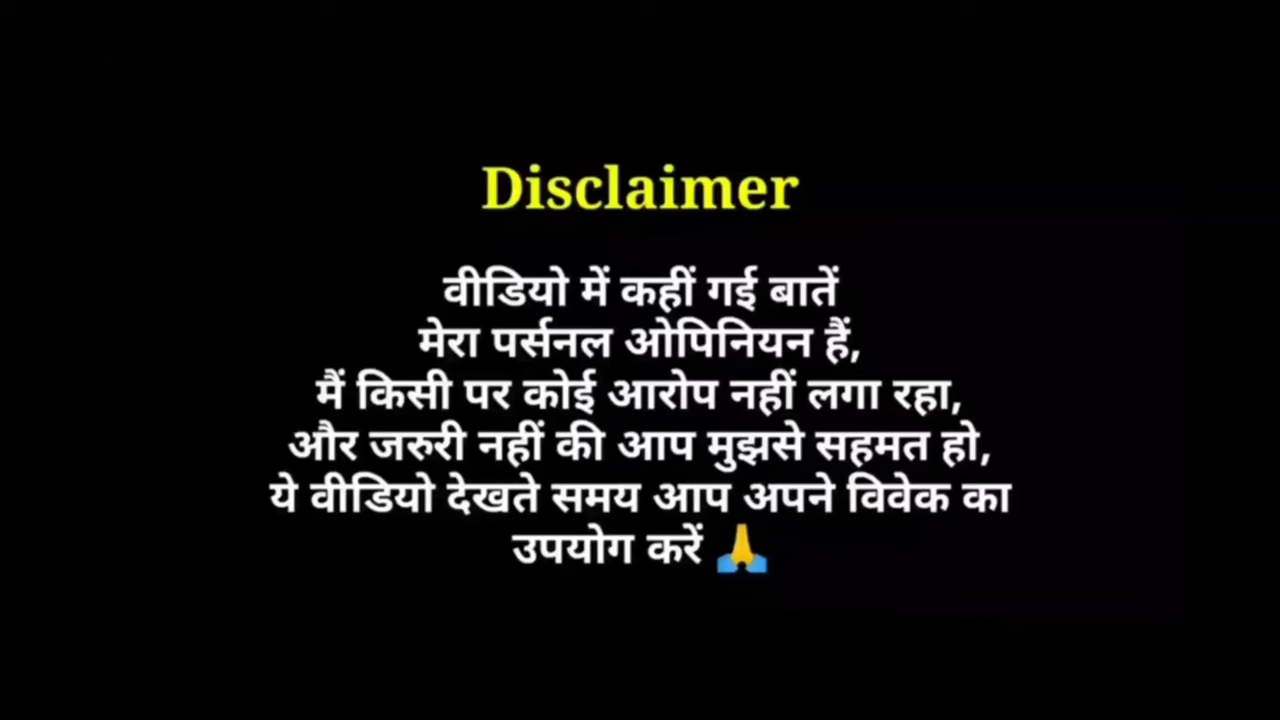 Disclaimer
वीडियो में कहीं गई बातें
मेरा पर्सनल ओपिनियन हैं,
मैं किसी पर कोई आरोप नहीं लगा रहा,
और जरुरी नहीं की आप मुझसे सहमत हो,
ये वीडियो देखते समय आप अपने विवेक का
उपयोग करें 🙏